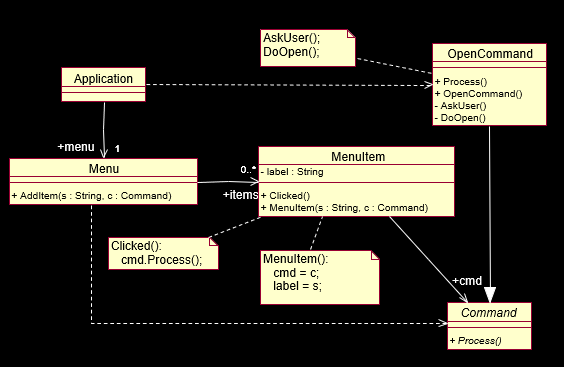 AskUser();
DoOpen();
OpenCommand
+ Process()
+ OpenCommand()
- AskUser()
- DoOpen()
Application
+menu
1
Menu
+ AddItem(s : String, c : Command)
0..*
+items
MenuItem
- label : String
+ Clicked()
+ MenuItem(s : String, c : Command)
Clicked():
cmd.Process();
MenuItem():
cmd = c;
label = s;
+cmd
Command
+ Process()